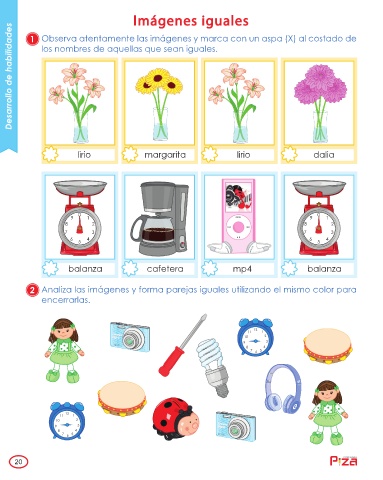 Imágenes iguales
Desarrollo de habilidades
1 Observa atentamente las imágenes y marca con un aspa (X) al costado de
los nombres de aquellas que sean iguales.
lirio margarita lirio dalia
balanza cafetera mp4 balanza
2 Analiza las imágenes y forma parejas iguales utilizando el mismo color para
encerrarlas.
20